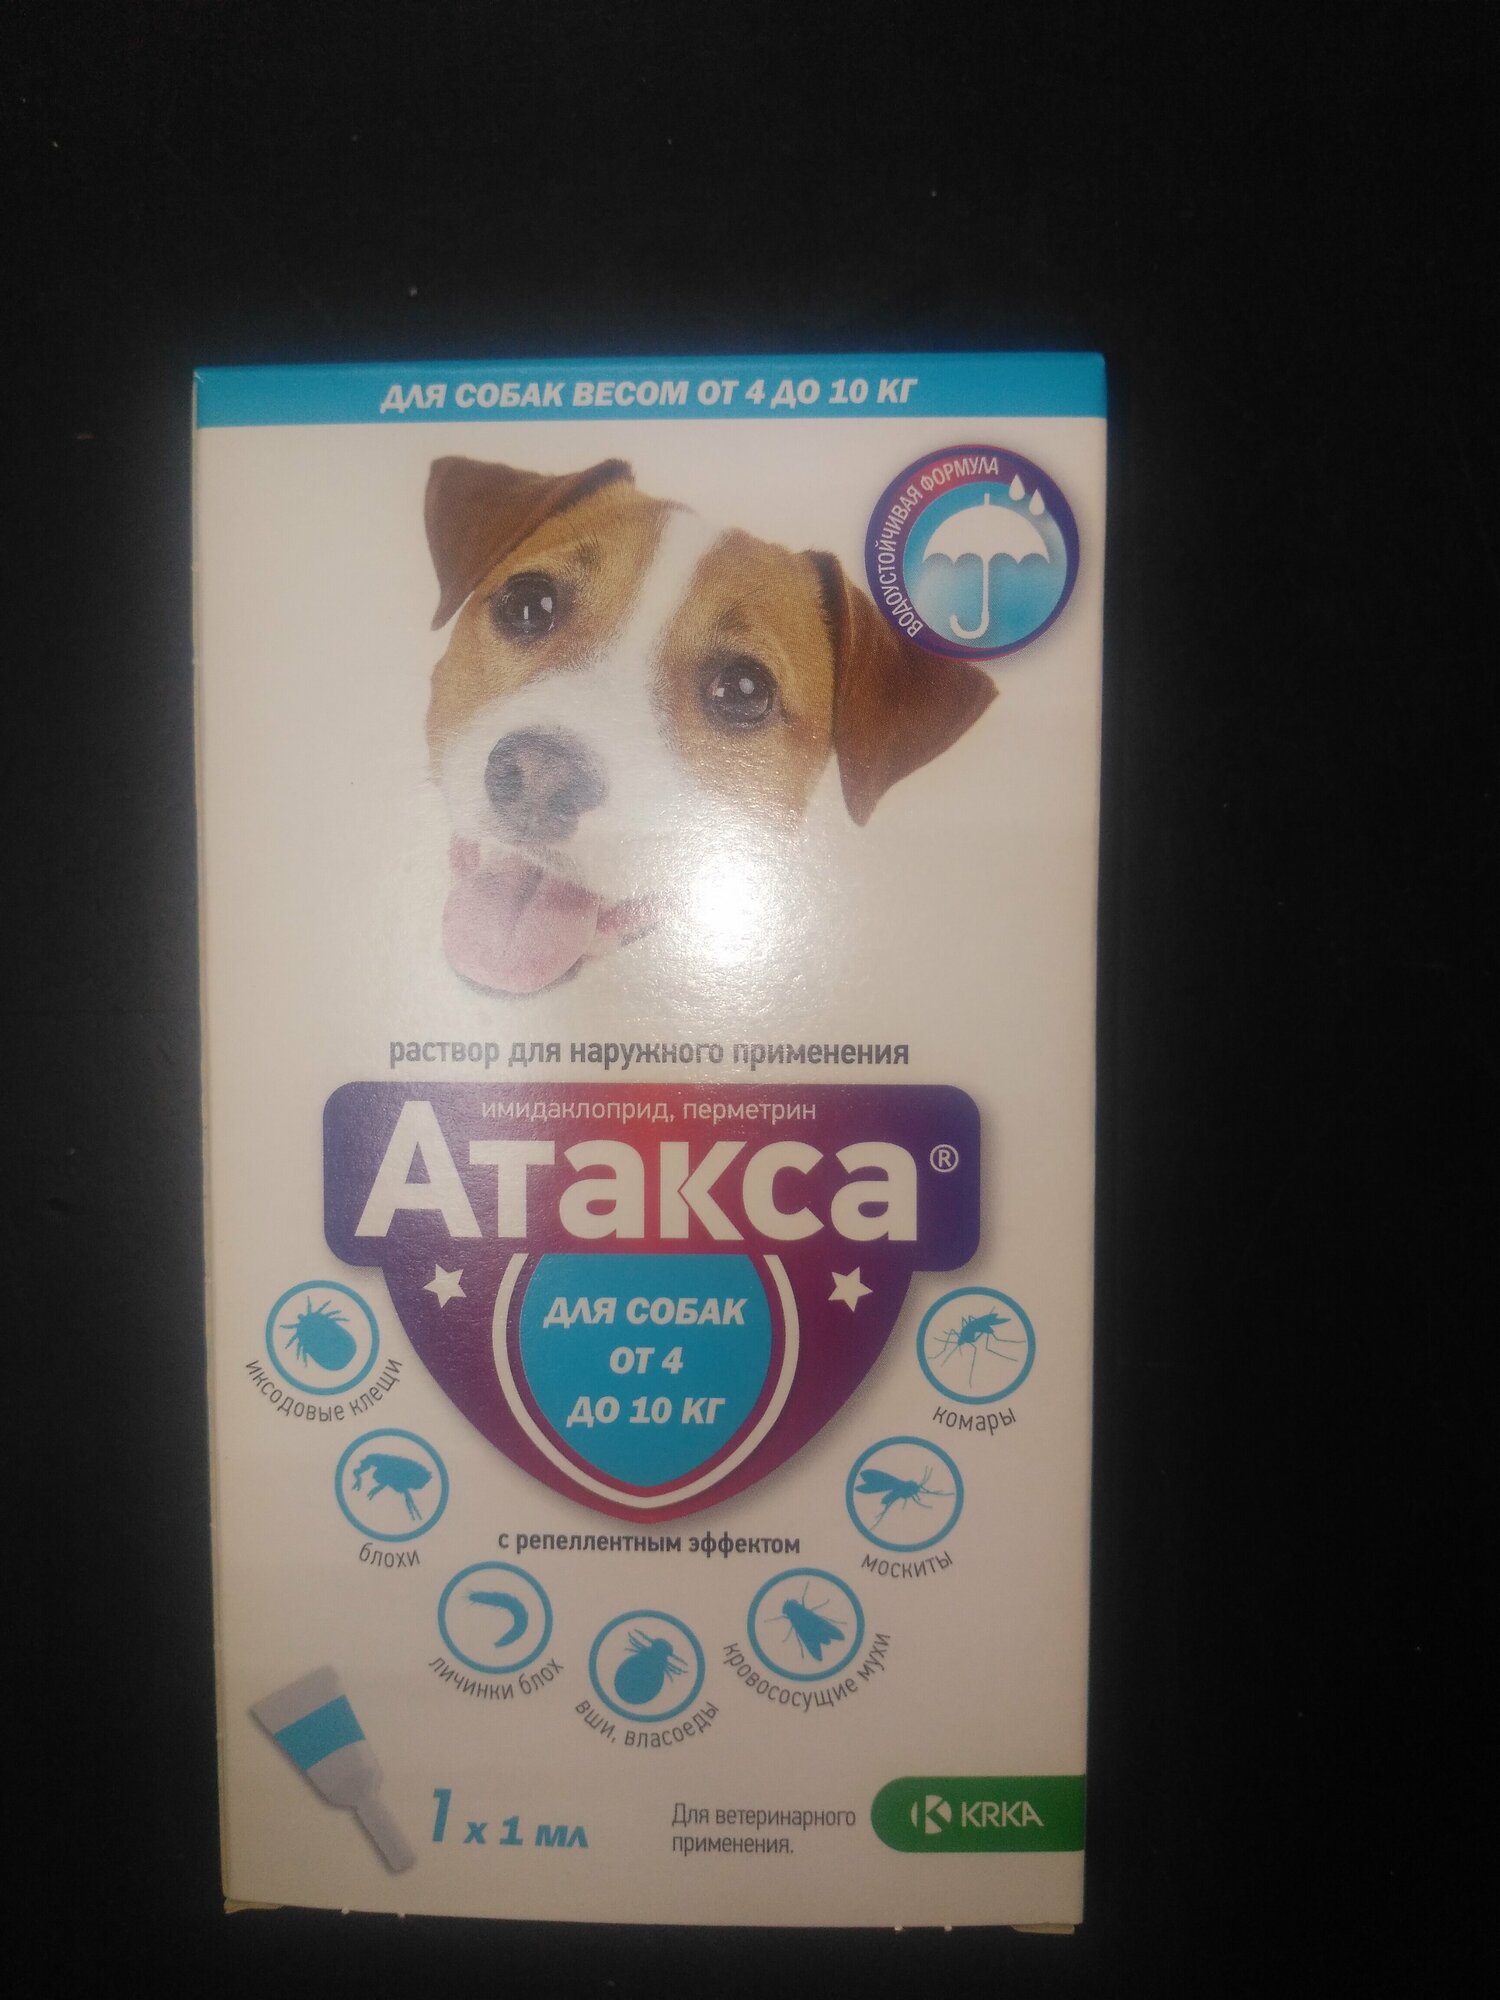 ДЛЯ СОБАК ВЕСОМ ОТ 4 ДО 10 КГ
ВОДОУСТОЙЧИВАЯ ФОРМУЛА
раствор для наружного применения
имидаклоприд, перметрин
Атакса®
ДЛЯ СОБАК
ОТ 4
ДО 10 КГ
иксодовые клещи
комары
блохи
с репеллентным эффектом
москиты
личинки блох
вши, власоеды
кровососущие мухи
1 x 1 мл
Для ветеринарного
применения.
KRKA